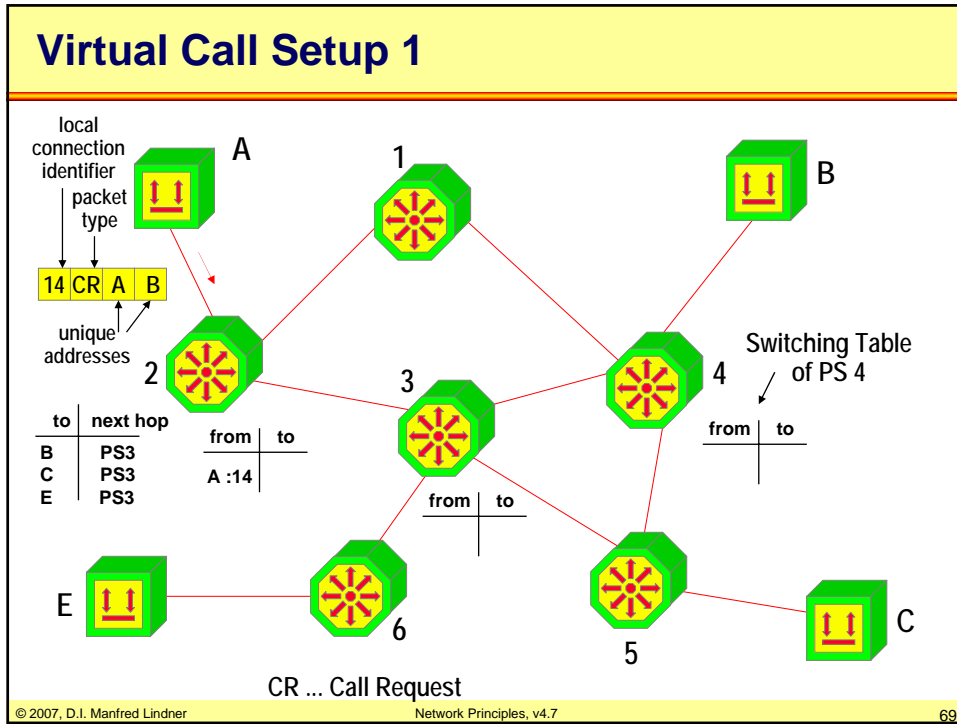 Virtual Call Setup 1
local
connection
identifier
packet
type
14 CR A B
unique
addresses
A
1
B
2
3
4
Switching Table
of PS 4
to next hop
B PS3
C PS3
E PS3
from to
A :14
from to
from to
E
6
5
C
CR ... Call Request
© 2007, D.I. Manfred Lindner Network Principles, v4.7 69